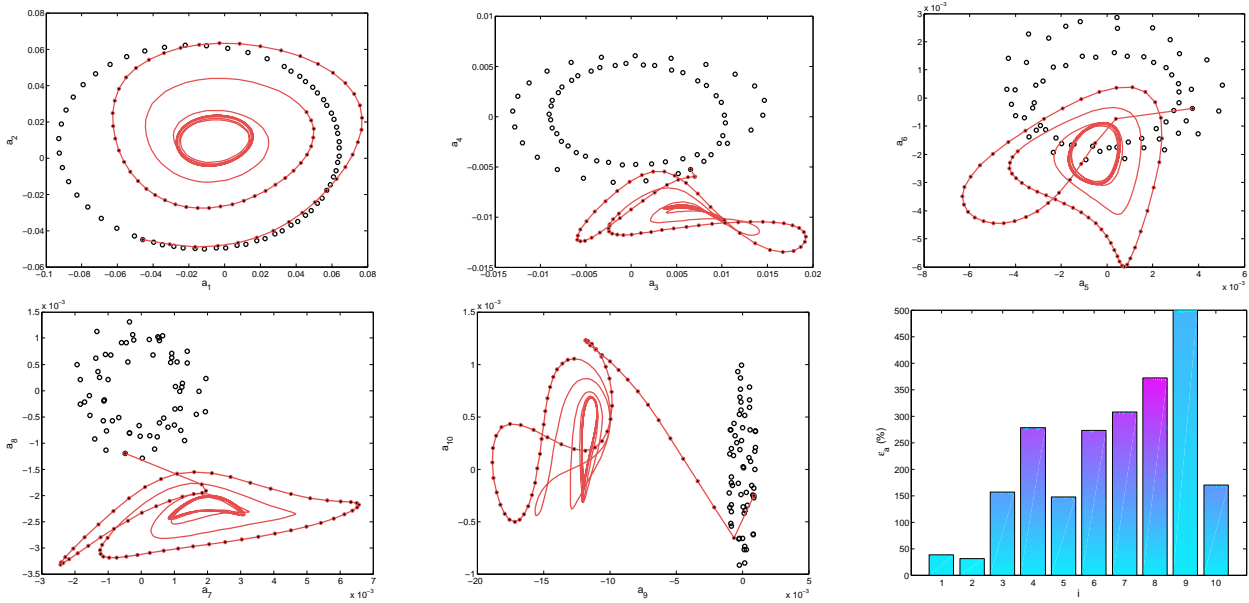 0.08
0.06
0.04
0.02
0
−0.02
−0.04
−0.06
a2
−0.1 −0.08 −0.06 −0.04 −0.02 0 0.02 0.04 0.06 0.08
a1
0.01
0.005
0
−0.005
−0.01
−0.015
a4
−0.015 −0.01 −0.005 0 0.005 0.01 0.015 0.02
a3
x 10−3
3
2
1
0
−1
−2
−3
−4
−5
−6
a6
−8 −6 −4 −2 0 2 4 6
a5 x 10−3
x 10−3
1.5
1
0.5
0
−0.5
−1
−1.5
−2
−2.5
−3
−3.5
a8
−3 −2 −1 0 1 2 3 4 5 6 7
a7 x 10−3
x 10−3
1.5
1
0.5
0
−0.5
−1
a10
−20 −15 −10 −5 0 5
a9 x 10−3
500
450
400
350
300
250
200
150
100
50
0
εa (%)
1 2 3 4 5 6 7 8 9 10
i